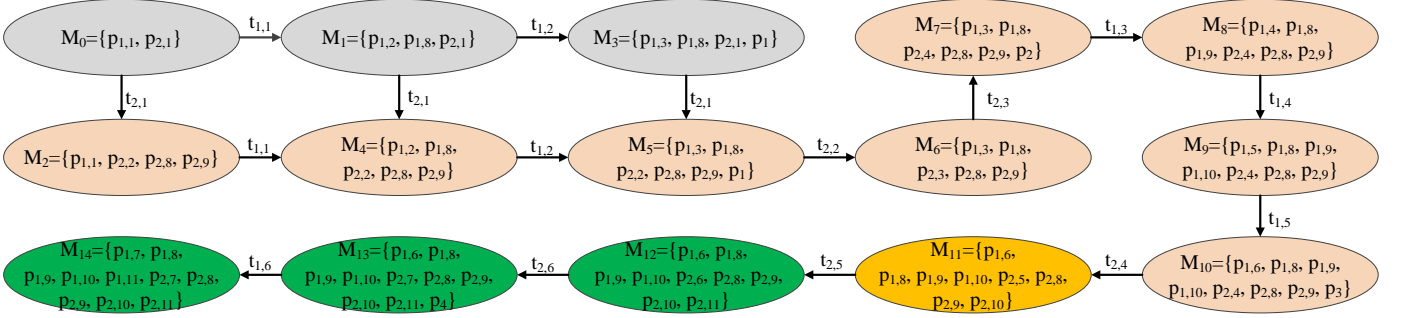 M₀={p₁,₁, p₂,₁}
t₁,₁
M₁={p₁,₂, p₁,₈, p₂,₁}
t₁,₂
M₃={p₁,₃, p₁,₈, p₂,₁, p₁}
M₇={p₁,₃, p₁,₈,
p₂,₄, p₂,₈, p₂,₉, p₂}
t₁,₃
M₈={p₁,₄, p₁,₈,
p₁,₉, p₂,₄, p₂,₈, p₂,₉}
t₂,₁
t₂,₁
t₂,₁
t₂,₃
t₁,₄
M₂={p₁,₁, p₂,₂, p₂,₈, p₂,₉}
t₁,₁
M₄={p₁,₂, p₁,₈,
p₂,₂, p₂,₈, p₂,₉}
t₁,₂
M₅={p₁,₃, p₁,₈,
p₂,₂, p₂,₈, p₂,₉, p₁}
t₂,₂
M₆={p₁,₃, p₁,₈,
p₂,₃, p₂,₈, p₂,₉}
M₉={p₁,₅, p₁,₈, p₁,₉,
p₁,₁₀, p₂,₄, p₂,₈, p₂,₉}
t₁,₅
M₁₄={p₁,₇, p₁,₈,
p₁,₉, p₁,₁₀, p₁,₁₁, p₂,₇, p₂,₈,
p₂,₉, p₂,₁₀, p₂,₁₁}
t₁,₆
M₁₃={p₁,₆, p₁,₈,
p₁,₉, p₁,₁₀, p₂,₇, p₂,₈, p₂,₉,
p₂,₁₀, p₂,₁₁, p₄}
t₂,₆
M₁₂={p₁,₆, p₁,₈,
p₁,₉, p₁,₁₀, p₂,₆, p₂,₈, p₂,₉,
p₂,₁₀, p₂,₁₁}
t₂,₅
M₁₁={p₁,₆,
p₁,₈, p₁,₉, p₁,₁₀, p₂,₅, p₂,₈,
p₂,₉, p₂,₁₀}
t₂,₄
M₁₀={p₁,₆, p₁,₈, p₁,₉,
p₁,₁₀, p₂,₄, p₂,₈, p₂,₉, p₃}